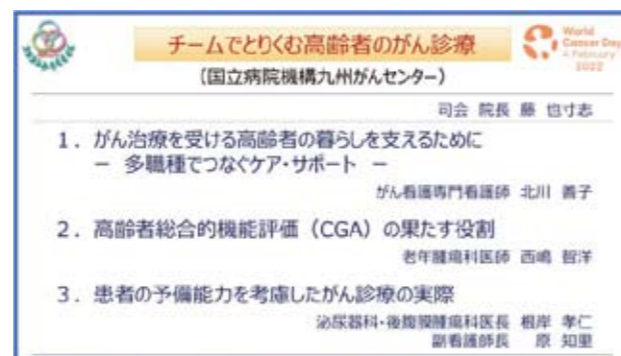 チームでとりくむ高齢者のがん診療
World
Cancer Day
4 February
2022
(国立病院機構九州がんセンター)
司会 院長 藤 也寸志
1. がん治療を受ける高齢者の暮らしを支えるために
− 多職種でつなぐケア・サポート −
がん看護専門看護師 北川 善子
2. 高齢者総合的機能評価(CGA)の果たす役割
老年腫瘍科医師 西嶋 智洋
3. 患者の予備能力を考慮したがん診療の実際
泌尿器科・後腹膜腫瘍科医長 根岸 孝仁
副看護師長 原 知里